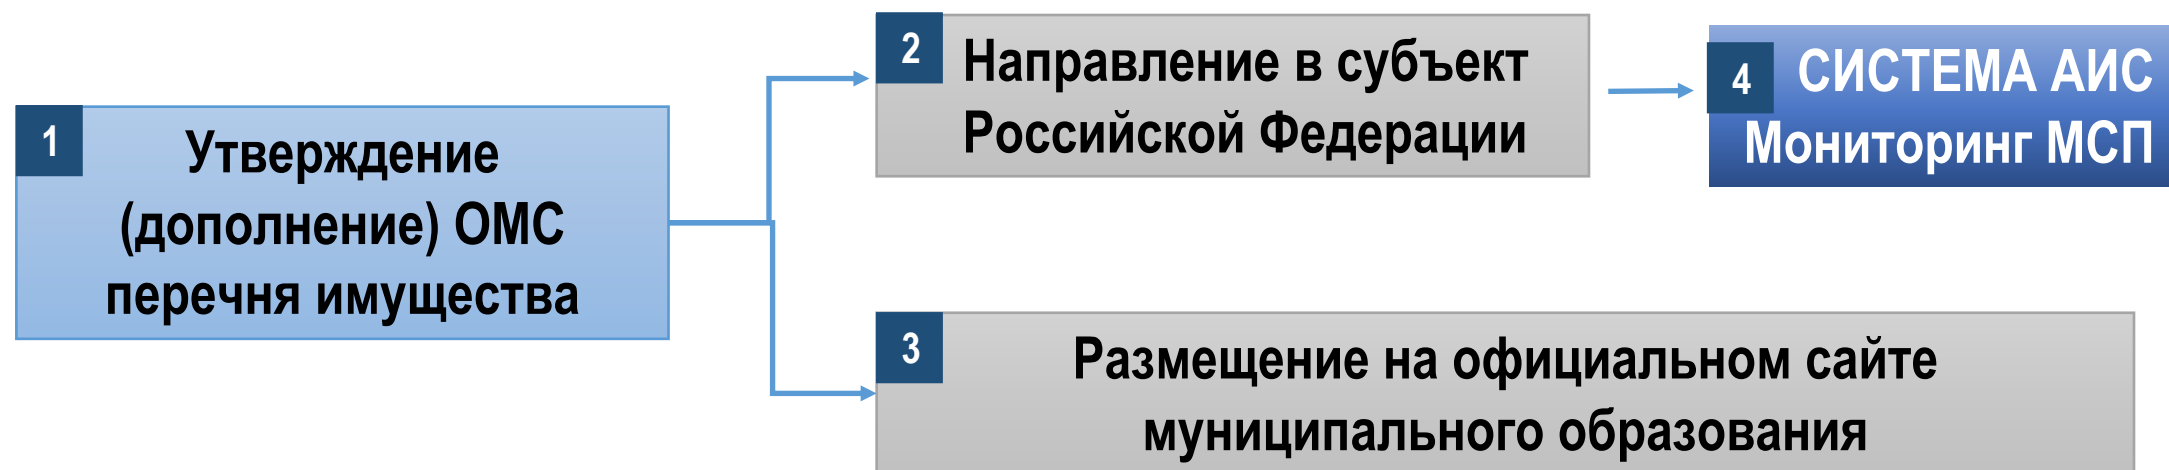 1
Утверждение
(дополнение) ОМС
перечня имущества
2
Направление в субъект
Российской Федерации
4
СИСТЕМА АИС
Мониторинг МСП
3
Размещение на официальном сайте
муниципального образования